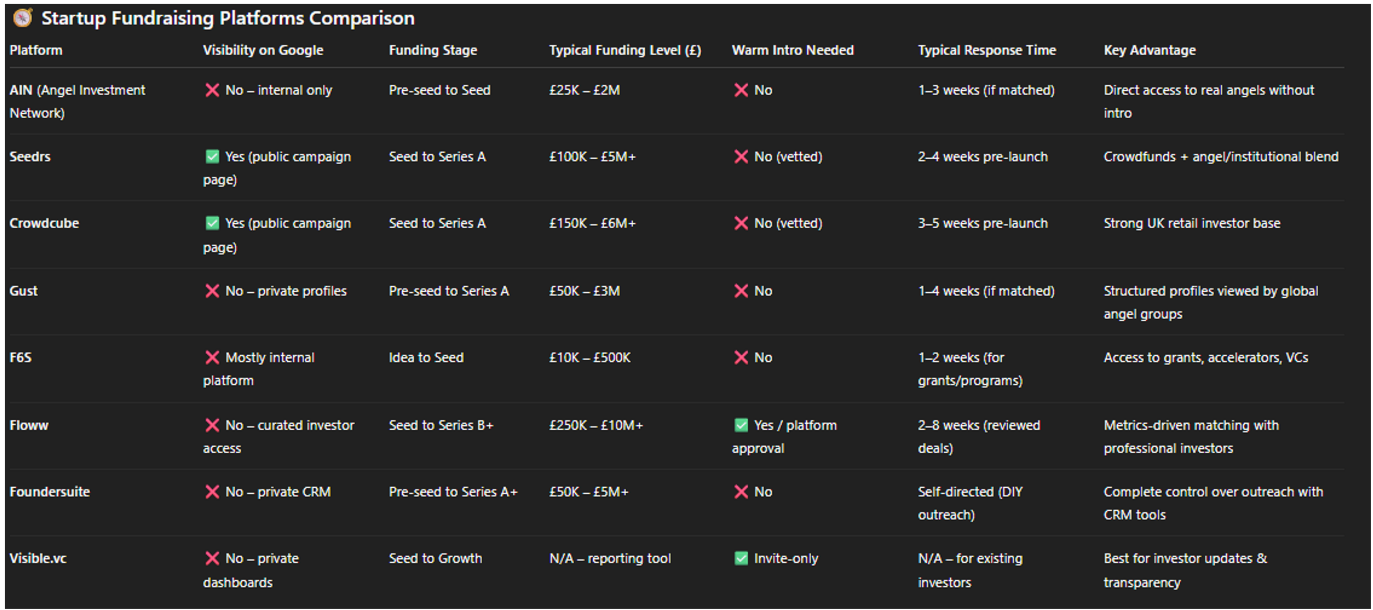 🧭 Startup Fundraising Platforms Comparison
Platform Visibility on Google Funding Stage Typical Funding Level (£) Warm Intro Needed Typical Response Time Key Advantage
AIN (Angel Investment ❌ No – internal only Pre-seed to Seed £25K – £2M ❌ No 1–3 weeks (if matched) Direct access to real angels without
Network) intro
Seedrs ✅ Yes (public campaign Seed to Series A £100K – £5M+ ❌ No (vetted) 2–4 weeks pre-launch Crowdfunds + angel/institutional blend
page)
Crowdcube ✅ Yes (public campaign Seed to Series A £150K – £6M+ ❌ No (vetted) 3–5 weeks pre-launch Strong UK retail investor base
page)
Gust ❌ No – private profiles Pre-seed to Series A £50K – £3M ❌ No 1–4 weeks (if matched) Structured profiles viewed by global
angel groups
F6S ❌ Mostly internal Idea to Seed £10K – £500K ❌ No 1–2 weeks (for Access to grants, accelerators, VCs
platform grants/programs)
Floww ❌ No – curated investor Seed to Series B+ £250K – £10M+ ✅ Yes / platform 2–8 weeks (reviewed Metrics-driven matching with
access approval deals) professional investors
Foundersuite ❌ No – private CRM Pre-seed to Series A+ £50K – £5M+ ❌ No Self-directed (DIY Complete control over outreach with
outreach) CRM tools
Visible.vc ❌ No – private Seed to Growth N/A – reporting tool ✅ Invite-only N/A – for existing Best for investor updates &
dashboards investors transparency